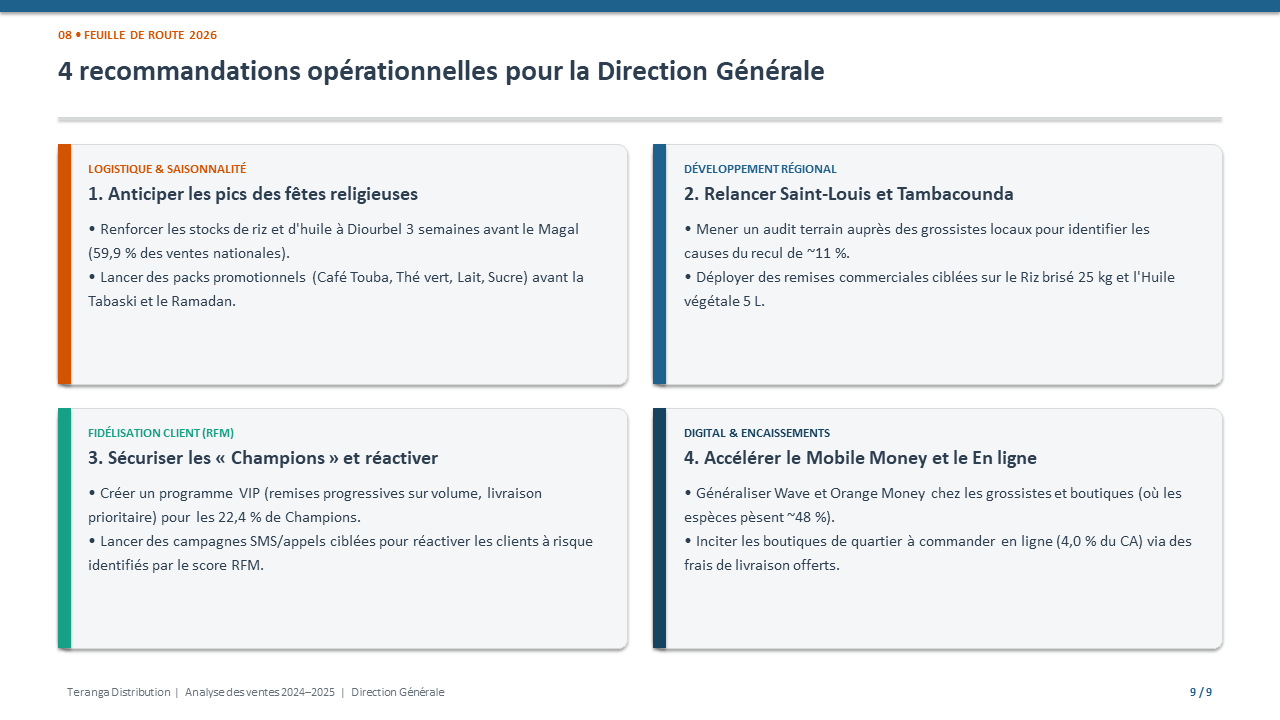 08 • FEUILLE DE ROUTE 2026
4 recommandations opérationnelles pour la Direction Générale
LOGISTIQUE & SAISONNALITÉ
1. Anticiper les pics des fêtes religieuses
• Renforcer les stocks de riz et d'huile à Diourbel 3 semaines avant le Magal
(59,9 % des ventes nationales).
• Lancer des packs promotionnels (Café Touba, Thé vert, Lait, Sucre) avant la
Tabaski et le Ramadan.
DÉVELOPPEMENT RÉGIONAL
2. Relancer Saint-Louis et Tambacounda
• Mener un audit terrain auprès des grossistes locaux pour identifier les
causes du recul de ~11 %.
• Déployer des remises commerciales ciblées sur le Riz brisé 25 kg et l'Huile
végétale 5 L.
FIDÉLISATION CLIENT (RFM)
3. Sécuriser les « Champions » et réactiver
• Créer un programme VIP (remises progressives sur volume, livraison
prioritaire) pour les 22,4 % de Champions.
• Lancer des campagnes SMS/appels ciblées pour réactiver les clients à risque
identifiés par le score RFM.
DIGITAL & ENCAISSEMENTS
4. Accélérer le Mobile Money et le En ligne
• Généraliser Wave et Orange Money chez les grossistes et boutiques (où les
espèces pèsent ~48 %).
• Inciter les boutiques de quartier à commander en ligne (4,0 % du CA) via des
frais de livraison offerts.
Teranga Distribution | Analyse des ventes 2024–2025 | Direction Générale
9 / 9